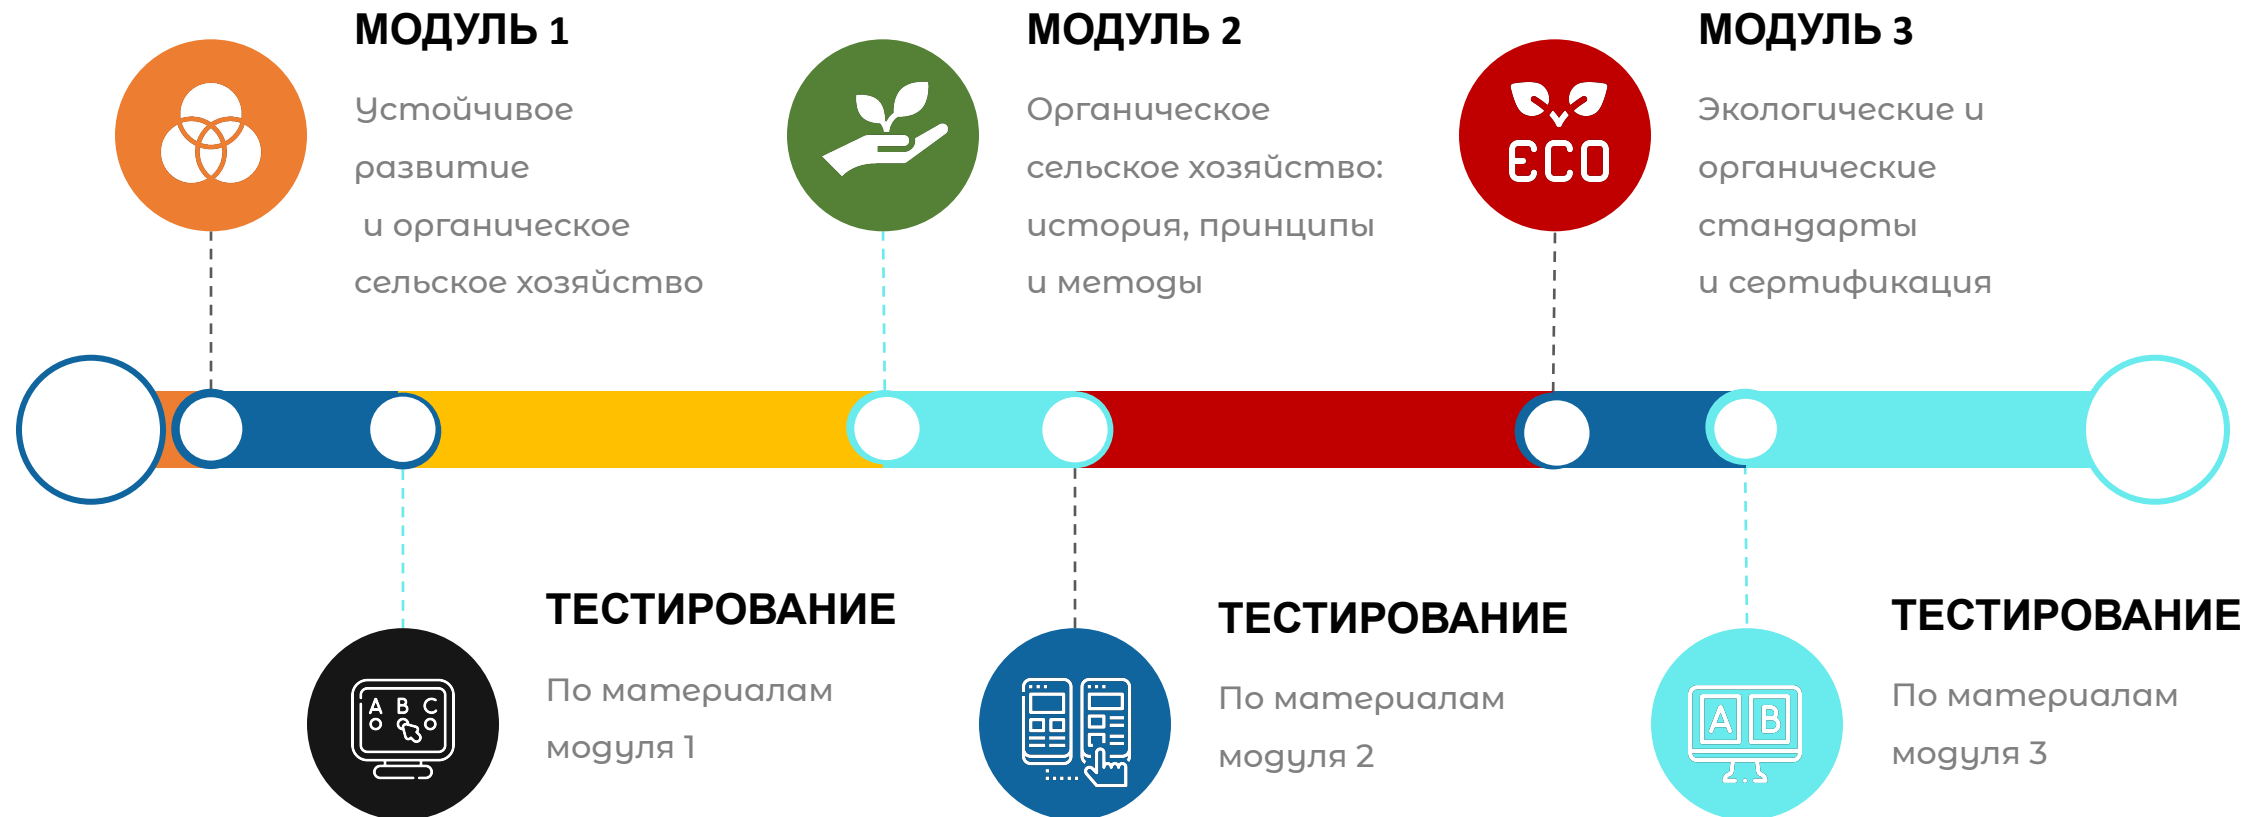 МОДУЛЬ 1
Устойчивое
развитие
и органическое
сельское хозяйство
МОДУЛЬ 2
Органическое
сельское хозяйство:
история, принципы
и методы
МОДУЛЬ 3
Экологические и
органические
стандарты
и сертификация
ECO
ТЕСТИРОВАНИЕ
По материалам
модуля 1
A B C
ТЕСТИРОВАНИЕ
По материалам
модуля 2
ТЕСТИРОВАНИЕ
По материалам
модуля 3
A B